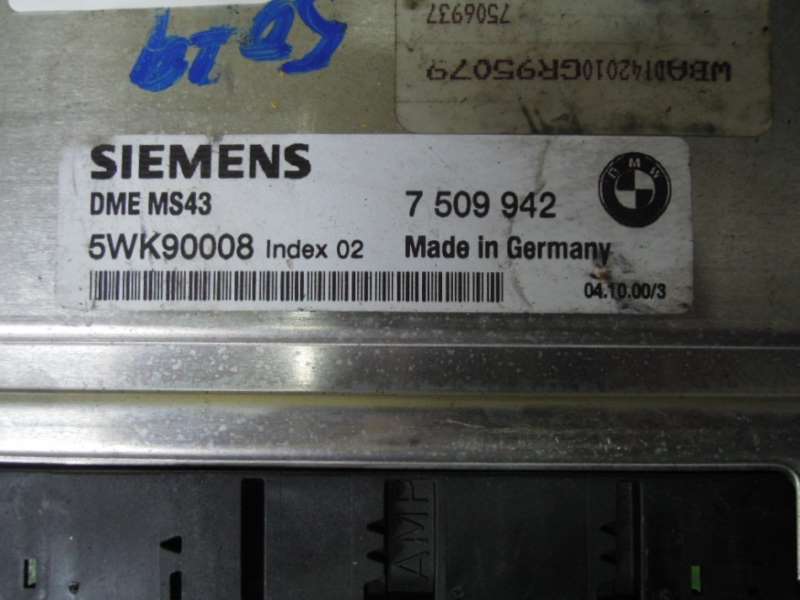 5019
7506937
WBADT42010GR95079
SIEMENS
BMW
DME MS43
7 509 942
5WK90008 Index 02
Made in Germany
04.10.00/3
AMP